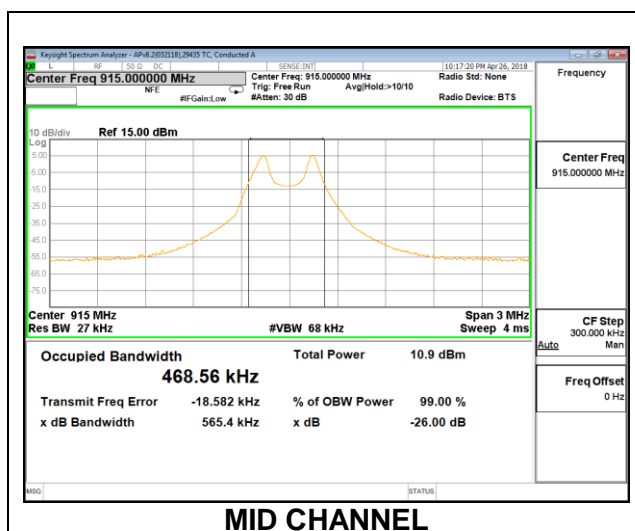 Keysight Spectrum Analyzer - APv8.2(032118),29435 TC, Conducted A
L RF 50 Ω DC SENSE:INT 10:17:20 PM Apr 26, 2018
Center Freq 915.000000 MHz Center Freq: 915.000000 MHz Radio Std: None
NFE Trig: Free Run Avg|Hold:>10/10
#IFGain:Low #Atten: 30 dB Radio Device: BTS
Frequency
10 dB/div Ref 15.00 dBm
Log
5.00
-5.00
-15.0
-25.0
-35.0
-45.0
-55.0
-65.0
-75.0
Center 915 MHz Span 3 MHz
Res BW 27 kHz #VBW 68 kHz Sweep 4 ms
Occupied Bandwidth Total Power 10.9 dBm
468.56 kHz
Transmit Freq Error -18.582 kHz % of OBW Power 99.00 %
x dB Bandwidth 565.4 kHz x dB -26.00 dB
Center Freq
915.000000 MHz
CF Step
300.000 kHz
Auto Man
Freq Offset
0 Hz
MSG STATUS
MID CHANNEL